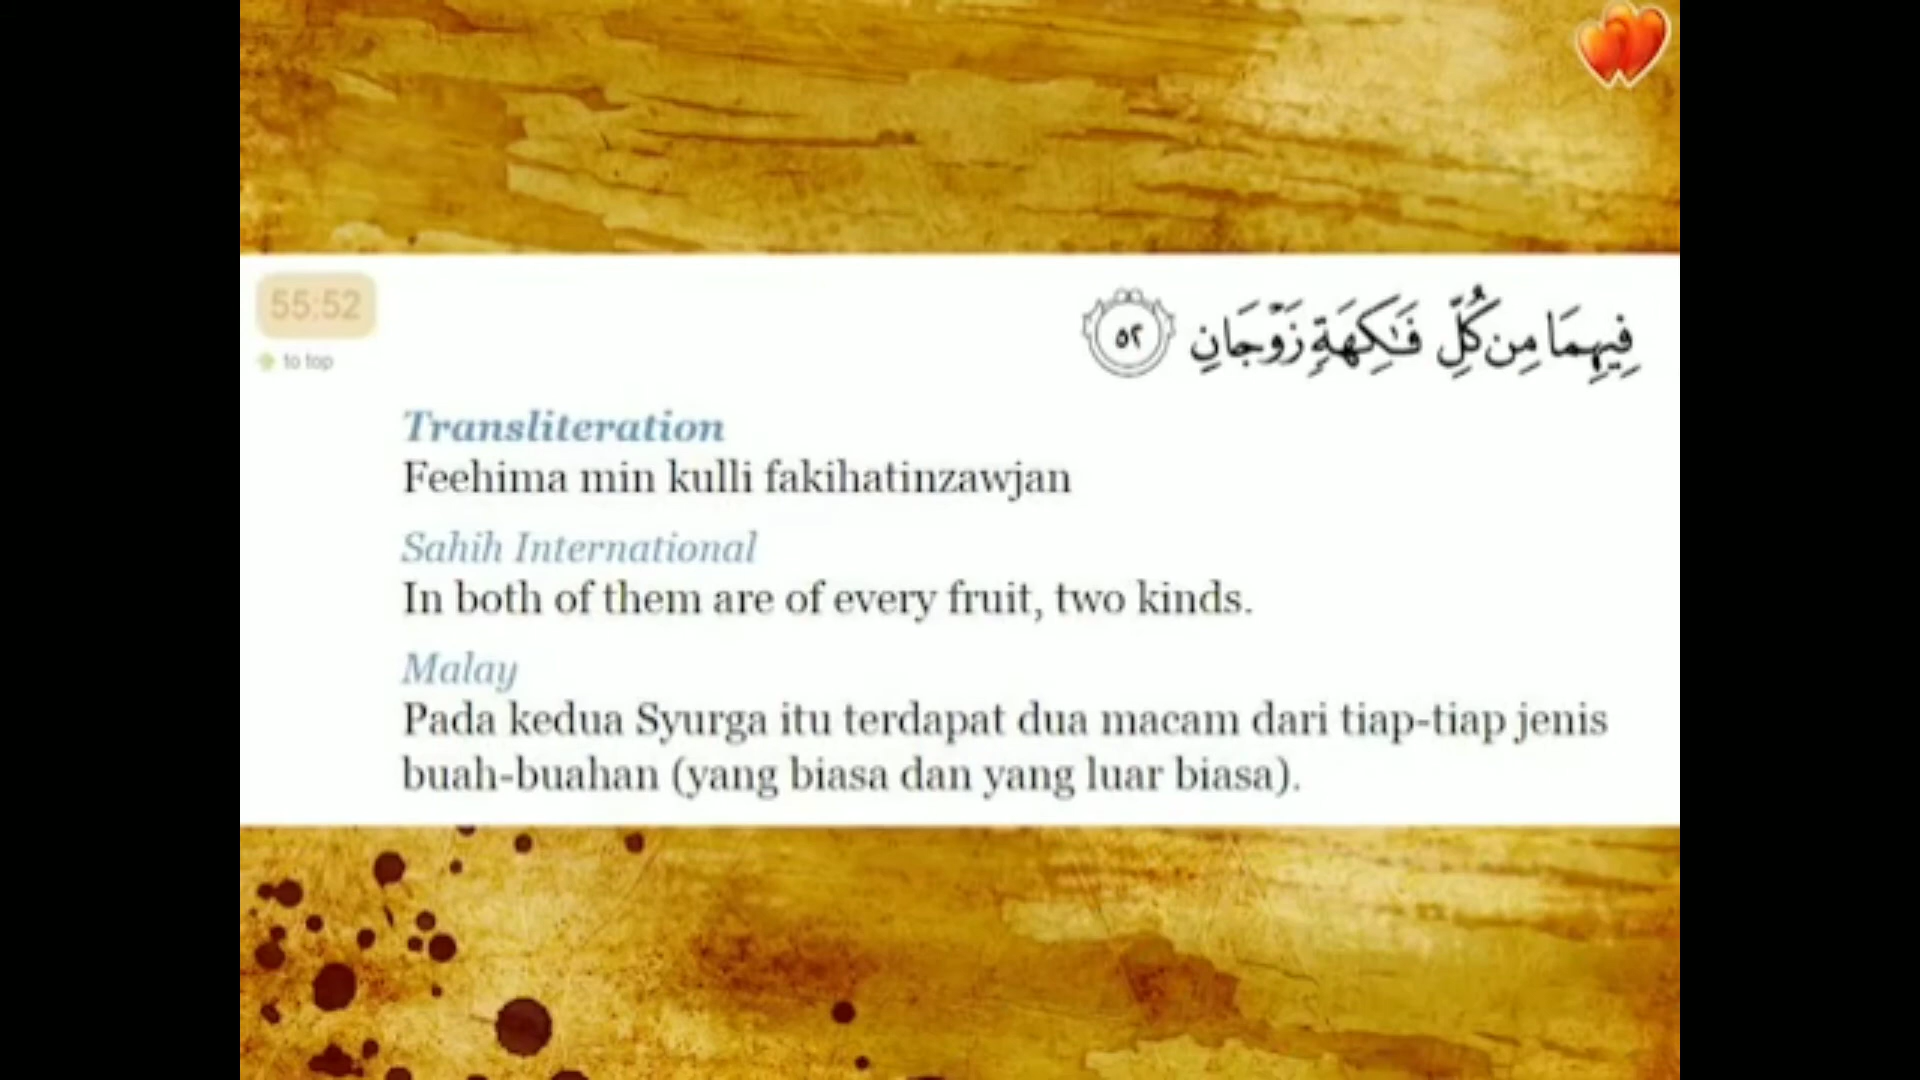 55:52
فِيهِمَا مِن كُلِّ فَـٰكِهَةٍ زَوْجَانِ ٥٢
to top
Transliteration
Feehima min kulli fakihatinzawjan
Sahih International
In both of them are of every fruit, two kinds.
Malay
Pada kedua Syurga itu terdapat dua macam dari tiap-tiap jenis
buah-buahan (yang biasa dan yang luar biasa).